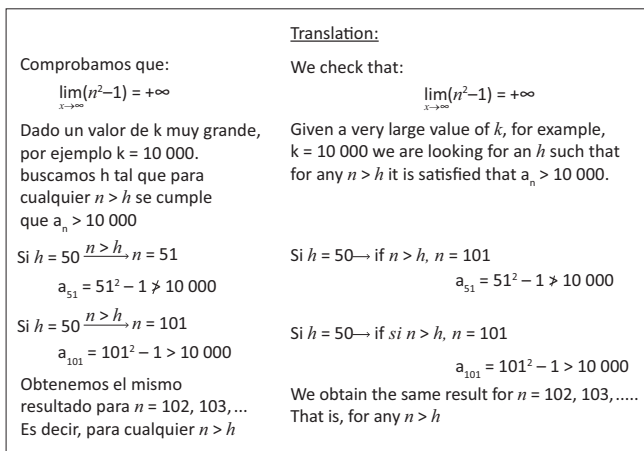 Comprobamos que:
lim(n²–1) = +∞
x→∞
Dado un valor de k muy grande,
por ejemplo k = 10 000.
buscamos h tal que para
cualquier n > h se cumple
que aₙ > 10 000
Si h = 50 n > h→ n = 51
a₅₁ = 51² – 1 ≯ 10 000
Si h = 50 n > h→ n = 101
a₁₀₁ = 101² – 1 > 10 000
Obtenemos el mismo
resultado para n = 102, 103,...
Es decir, para cualquier n > h
Translation:
We check that:
lim(n²–1) = +∞
x→∞
Given a very large value of k, for example,
k = 10 000 we are looking for an h such that
for any n > h it is satisfied that aₙ > 10 000.
Si h = 50→ if n > h, n = 101
a₅₁ = 51² – 1 ≯ 10 000
Si h = 50→ if si n > h, n = 101
a₁₀₁ = 101² – 1 > 10 000
We obtain the same result for n = 102, 103,.....
That is, for any n > h